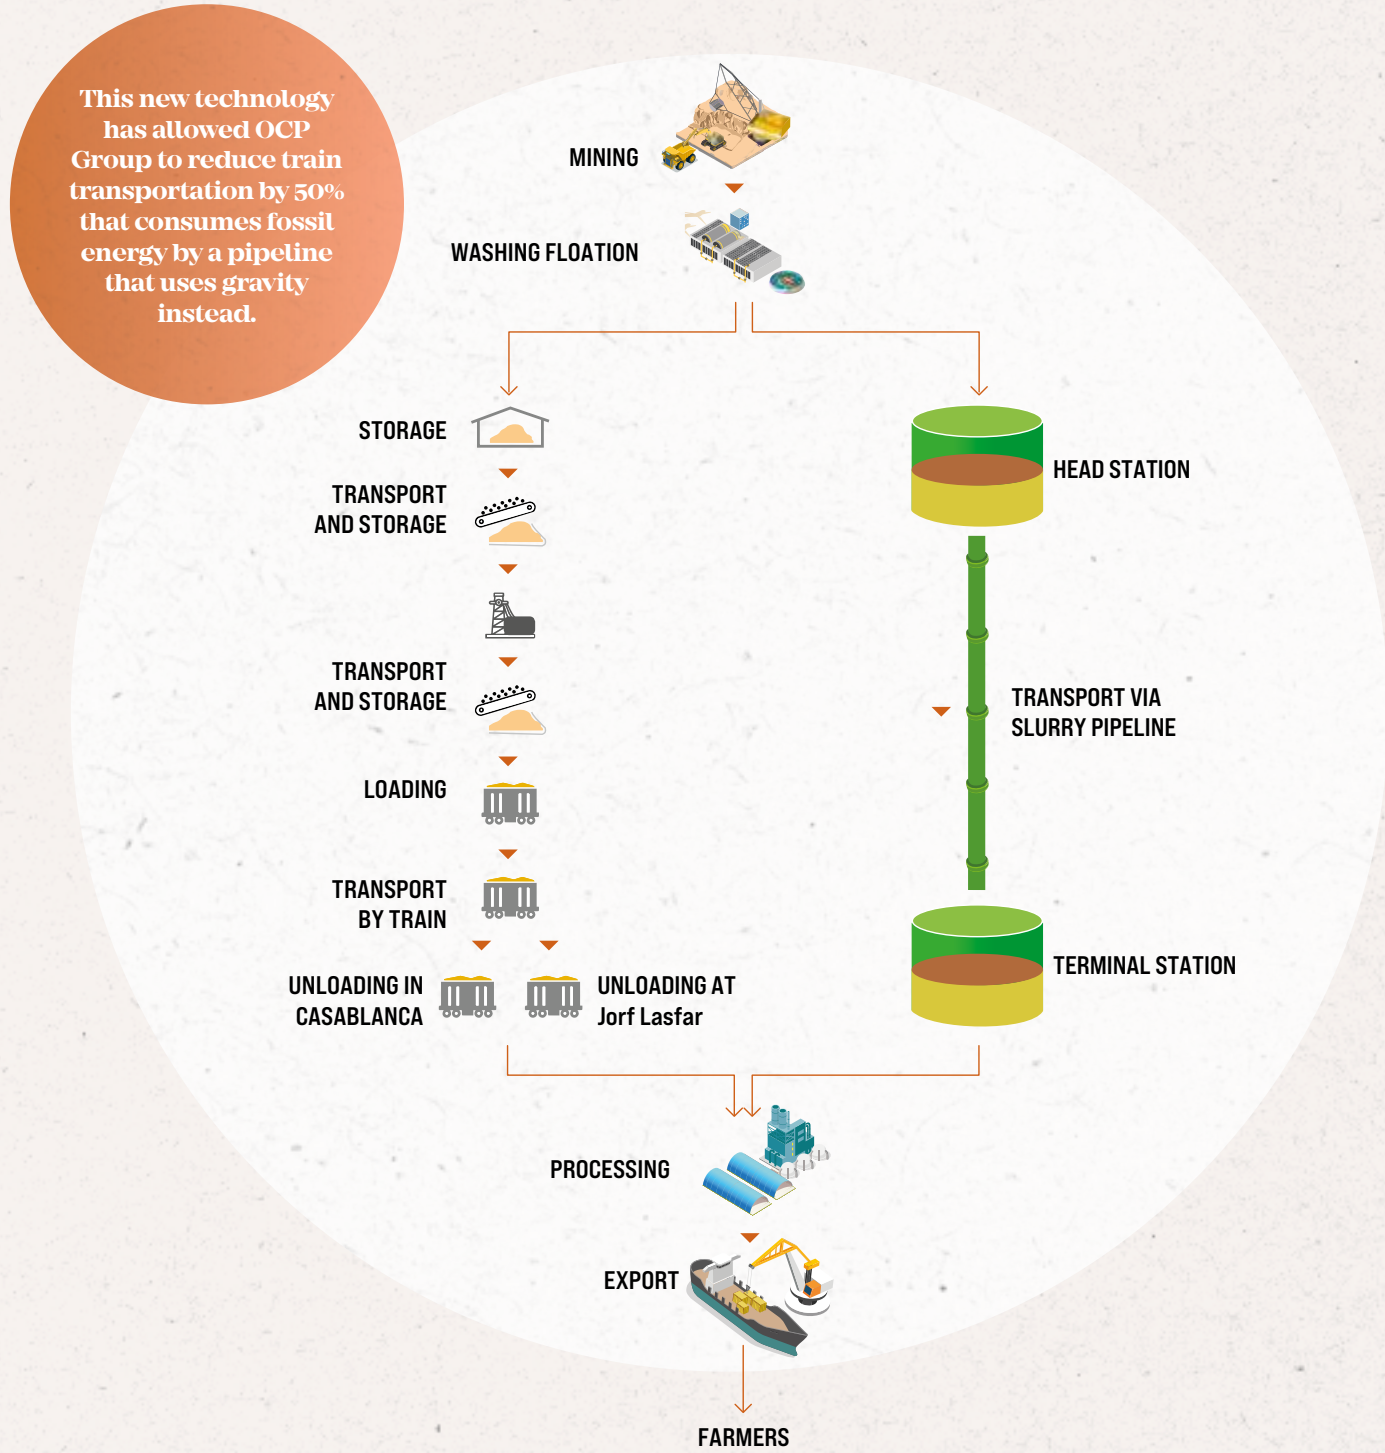 This new technology
has allowed OCP
Group to reduce train
transportation by 50%
that consumes fossil
energy by a pipeline
that uses gravity
instead.
MINING
WASHING FLOATION
STORAGE
TRANSPORT
AND STORAGE
TRANSPORT
AND STORAGE
LOADING
TRANSPORT
BY TRAIN
UNLOADING IN
CASABLANCA
UNLOADING AT
Jorf Lasfar
HEAD STATION
TRANSPORT VIA
SLURRY PIPELINE
TERMINAL STATION
PROCESSING
EXPORT
FARMERS